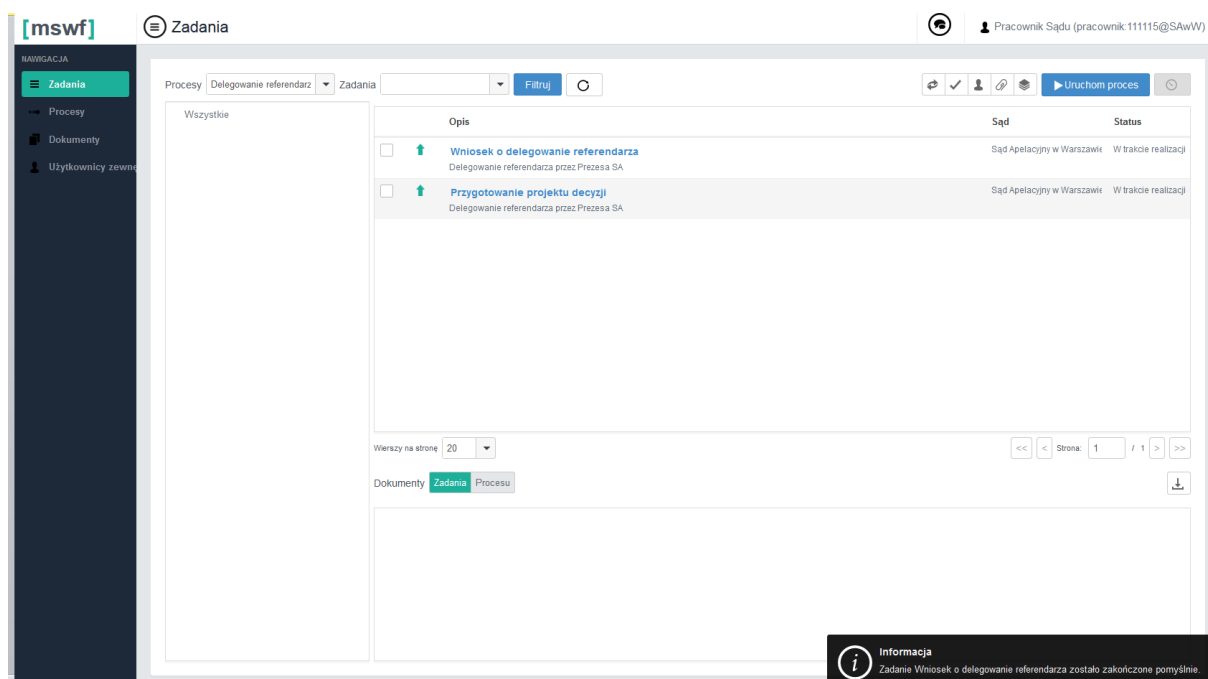 [mswf]
Zadania
Pracownik Sądu (pracownik:111115@SAwW)
NAWIGACJA
Zadania
Procesy
Dokumenty
Użytkownicy zewnę
Procesy Delegowanie referendarz Zadania Filtruj Uruchom proces
Wszystkie
Opis Sąd Status
Wniosek o delegowanie referendarza Sąd Apelacyjny w Warszawie W trakcie realizacji
Delegowanie referendarza przez Prezesa SA
Przygotowanie projektu decyzji Sąd Apelacyjny w Warszawie W trakcie realizacji
Delegowanie referendarza przez Prezesa SA
Wierszy na stronę 20 << < Strona: 1 / 1 > >>
Dokumenty Zadania Procesu
Informacja
Zadanie Wniosek o delegowanie referendarza zostało zakończone pomyślnie.